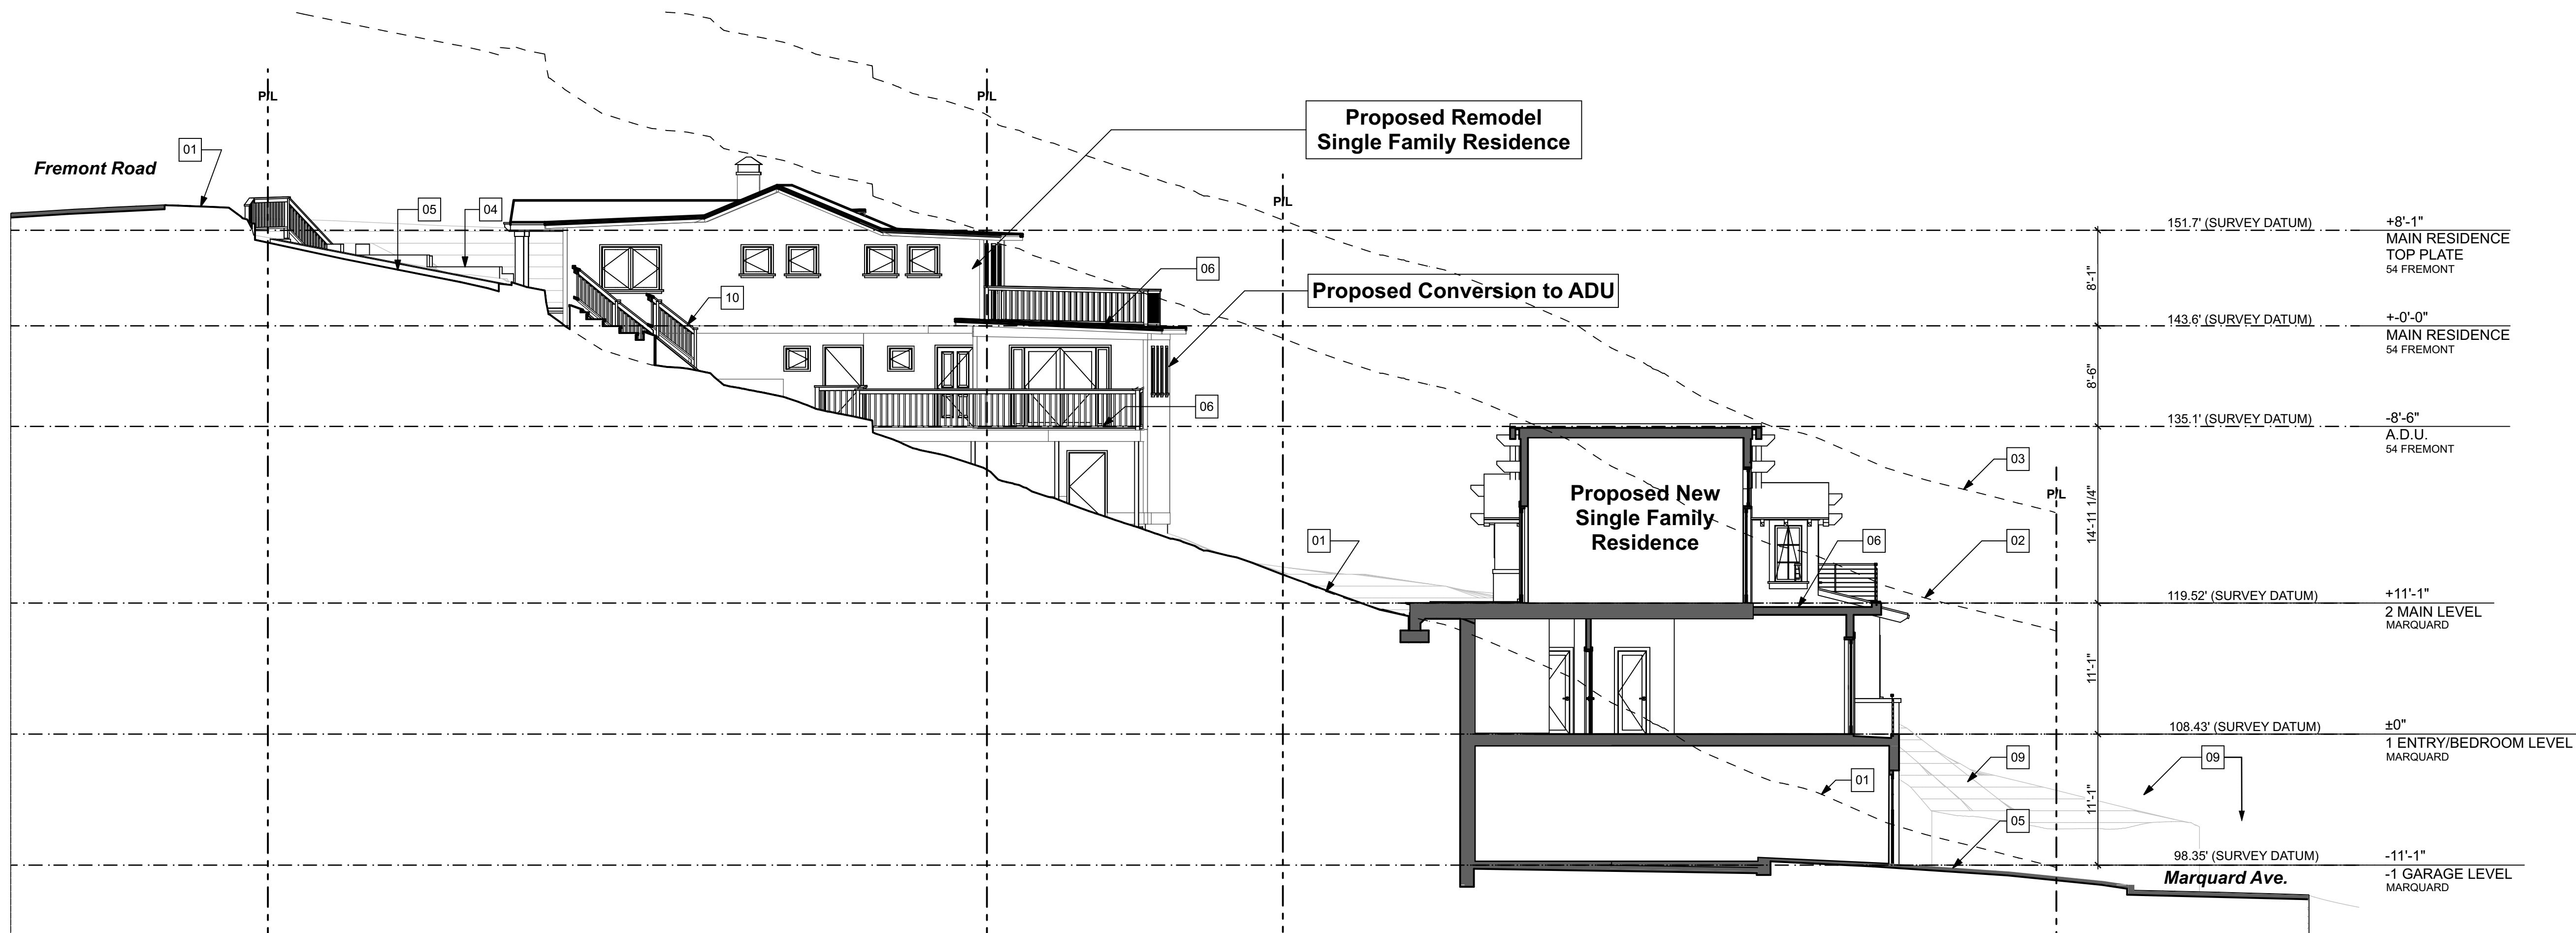 P/L
P/L
Proposed Remodel
Single Family Residence
01
Fremont Road
P/L
05
04
151.7' (SURVEY DATUM)
+8'-1"
MAIN RESIDENCE
TOP PLATE
54 FREMONT
06
8'-1"
10
Proposed Conversion to ADU
143.6' (SURVEY DATUM)
+-0'-0"
MAIN RESIDENCE
54 FREMONT
8'-6"
06
135.1' (SURVEY DATUM)
-8'-6"
A.D.U.
54 FREMONT
03
P/L
Proposed New
Single Family
Residence
14'-11 1/4"
01
06
02
119.52' (SURVEY DATUM)
+11'-1"
2 MAIN LEVEL
MARQUARD
11'-1"
108.43' (SURVEY DATUM)
±0"
1 ENTRY/BEDROOM LEVEL
MARQUARD
09
09
01
11'-1"
05
98.35' (SURVEY DATUM)
-11'-1"
-1 GARAGE LEVEL
MARQUARD
Marquard Ave.